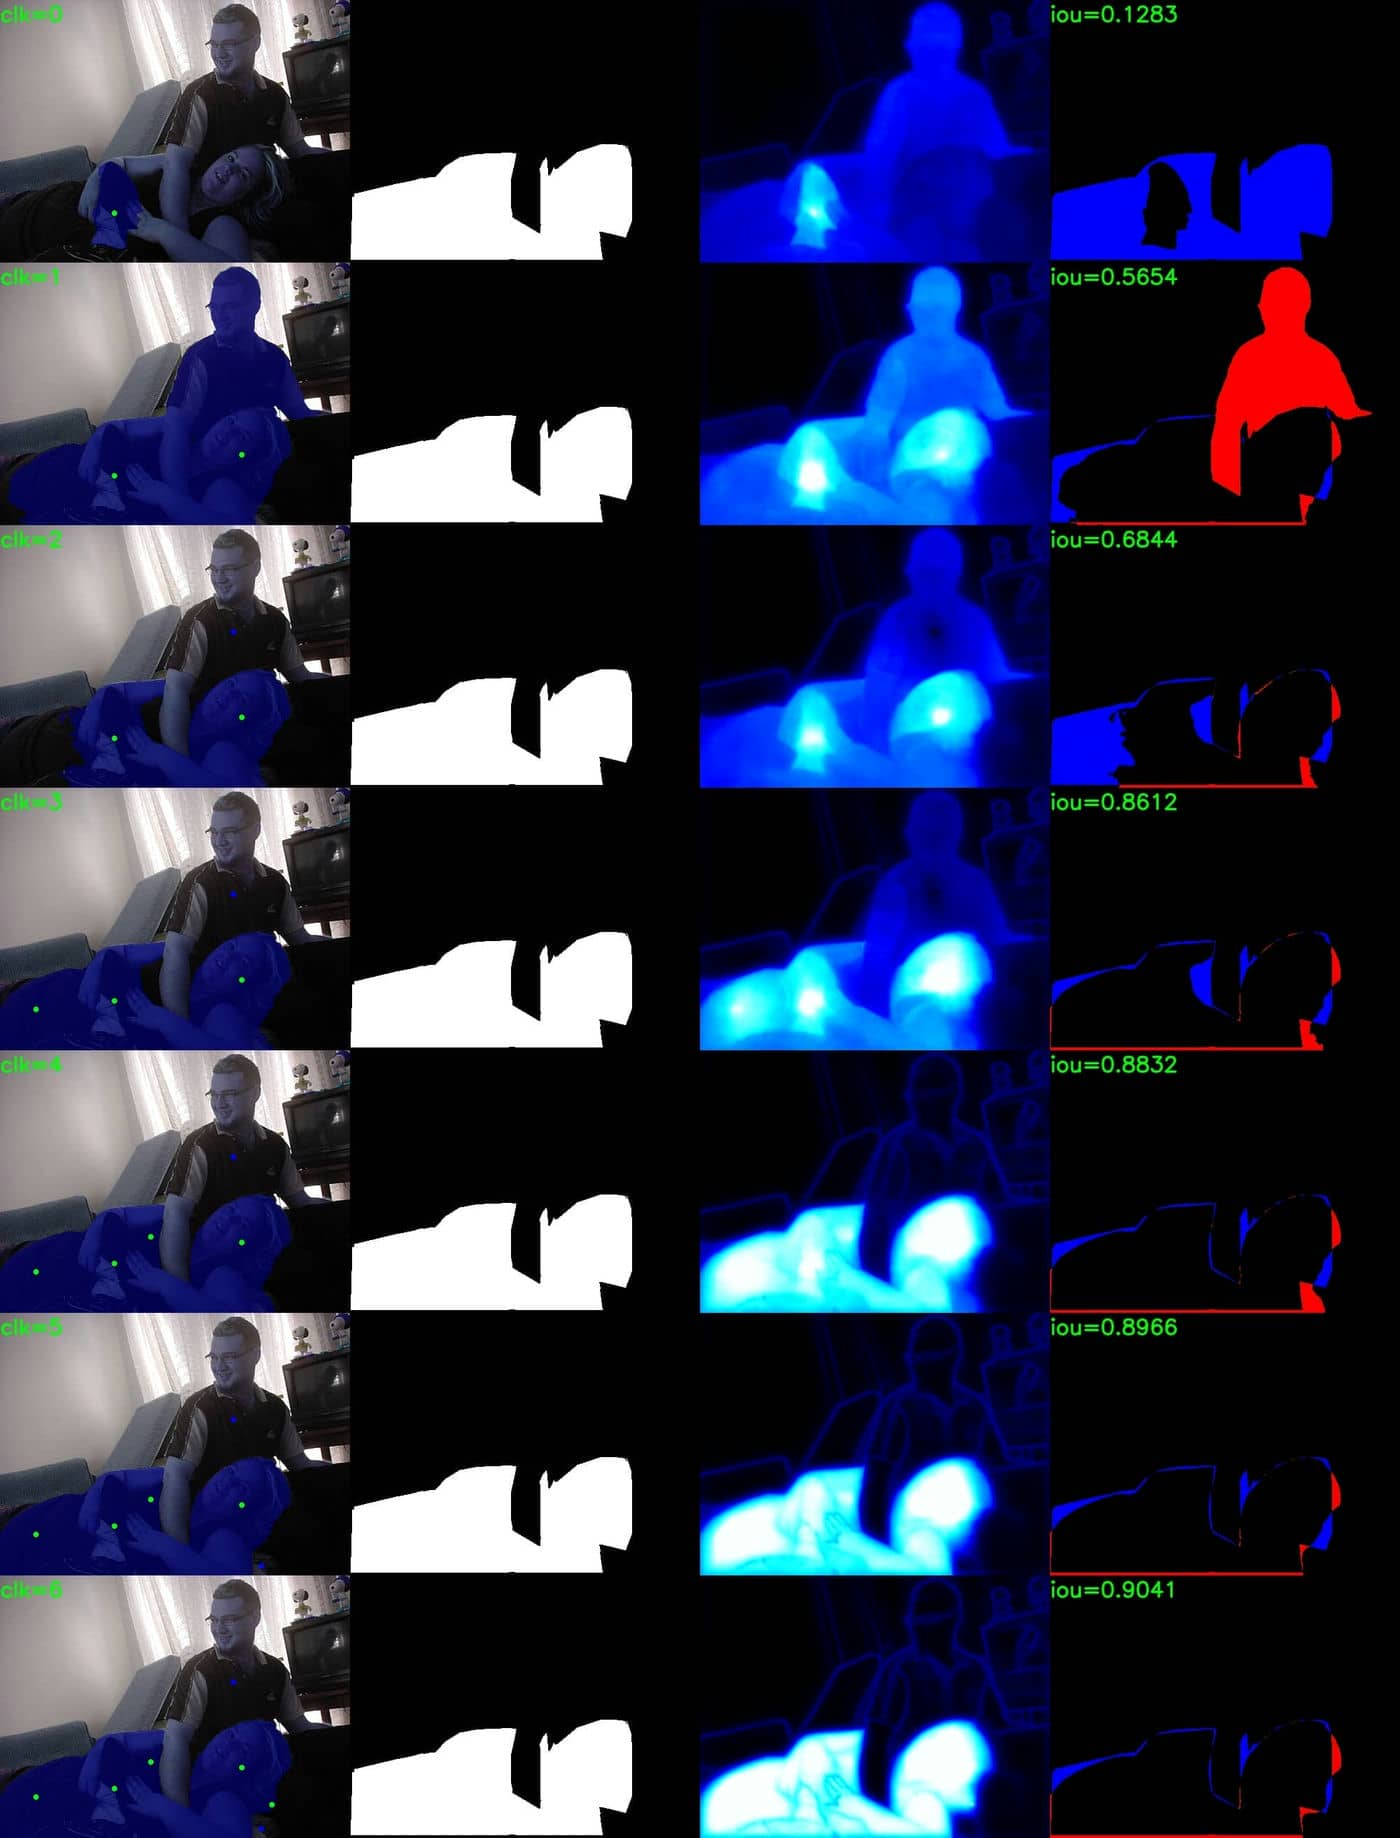 clk=0
iou=0.1283
clk=1
iou=0.5654
clk=2
iou=0.6844
clk=3
iou=0.8612
clk=4
iou=0.8832
clk=5
iou=0.8966
clk=6
iou=0.9041